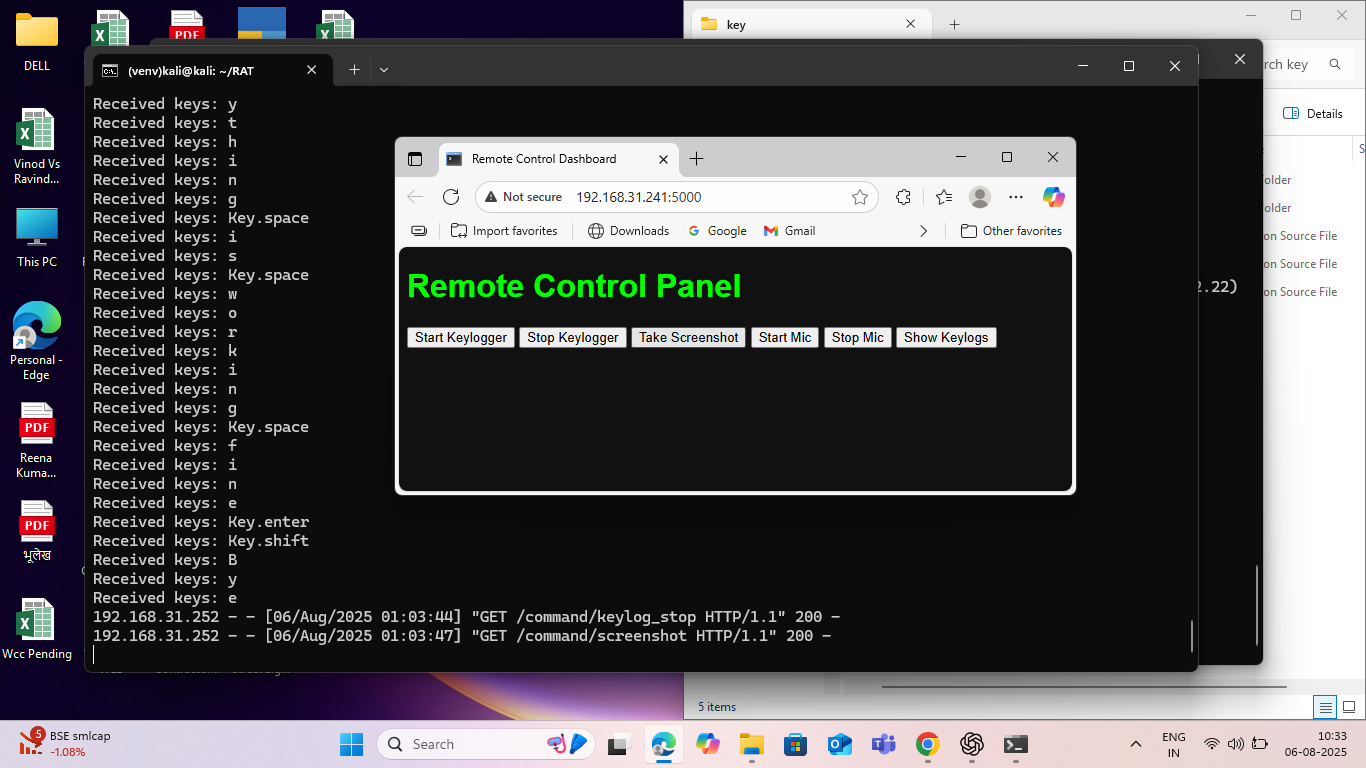 DELL
Vinod Vs
Ravind...
This PC
Personal -
Edge
PDF
Reena
Kuma...
PDF
भूलेख
Wcc Pending
PDF
key
rch key
Details
older
older
on Source File
on Source File
on Source File
2.22)
5 items
(venv)kali@kali: ~/RAT
Received keys: y
Received keys: t
Received keys: h
Received keys: i
Received keys: n
Received keys: g
Received keys: Key.space
Received keys: i
Received keys: s
Received keys: Key.space
Received keys: w
Received keys: o
Received keys: r
Received keys: k
Received keys: i
Received keys: n
Received keys: g
Received keys: Key.space
Received keys: f
Received keys: i
Received keys: n
Received keys: e
Received keys: Key.enter
Received keys: Key.shift
Received keys: B
Received keys: y
Received keys: e
192.168.31.252 - - [06/Aug/2025 01:03:44] "GET /command/keylog_stop HTTP/1.1" 200 -
192.168.31.252 - - [06/Aug/2025 01:03:47] "GET /command/screenshot HTTP/1.1" 200 -
Remote Control Dashboard
Not secure 192.168.31.241:5000
Import favorites Downloads Google Gmail Other favorites
Remote Control Panel
Start Keylogger Stop Keylogger Take Screenshot Start Mic Stop Mic Show Keylogs
5
BSE smlcap
-1.08%
Search
ENG
IN
10:33
06-08-2025